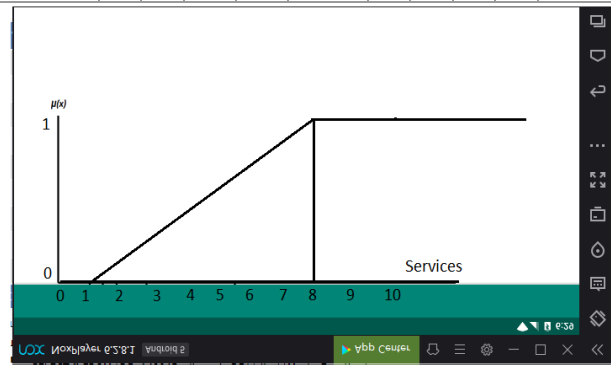 μ(x)
1
0
Services
0 1 2 3 4 5 6 7 8 9 10
6:29
nox NoxPlayer 6.2.8.1 Android 5 App Center